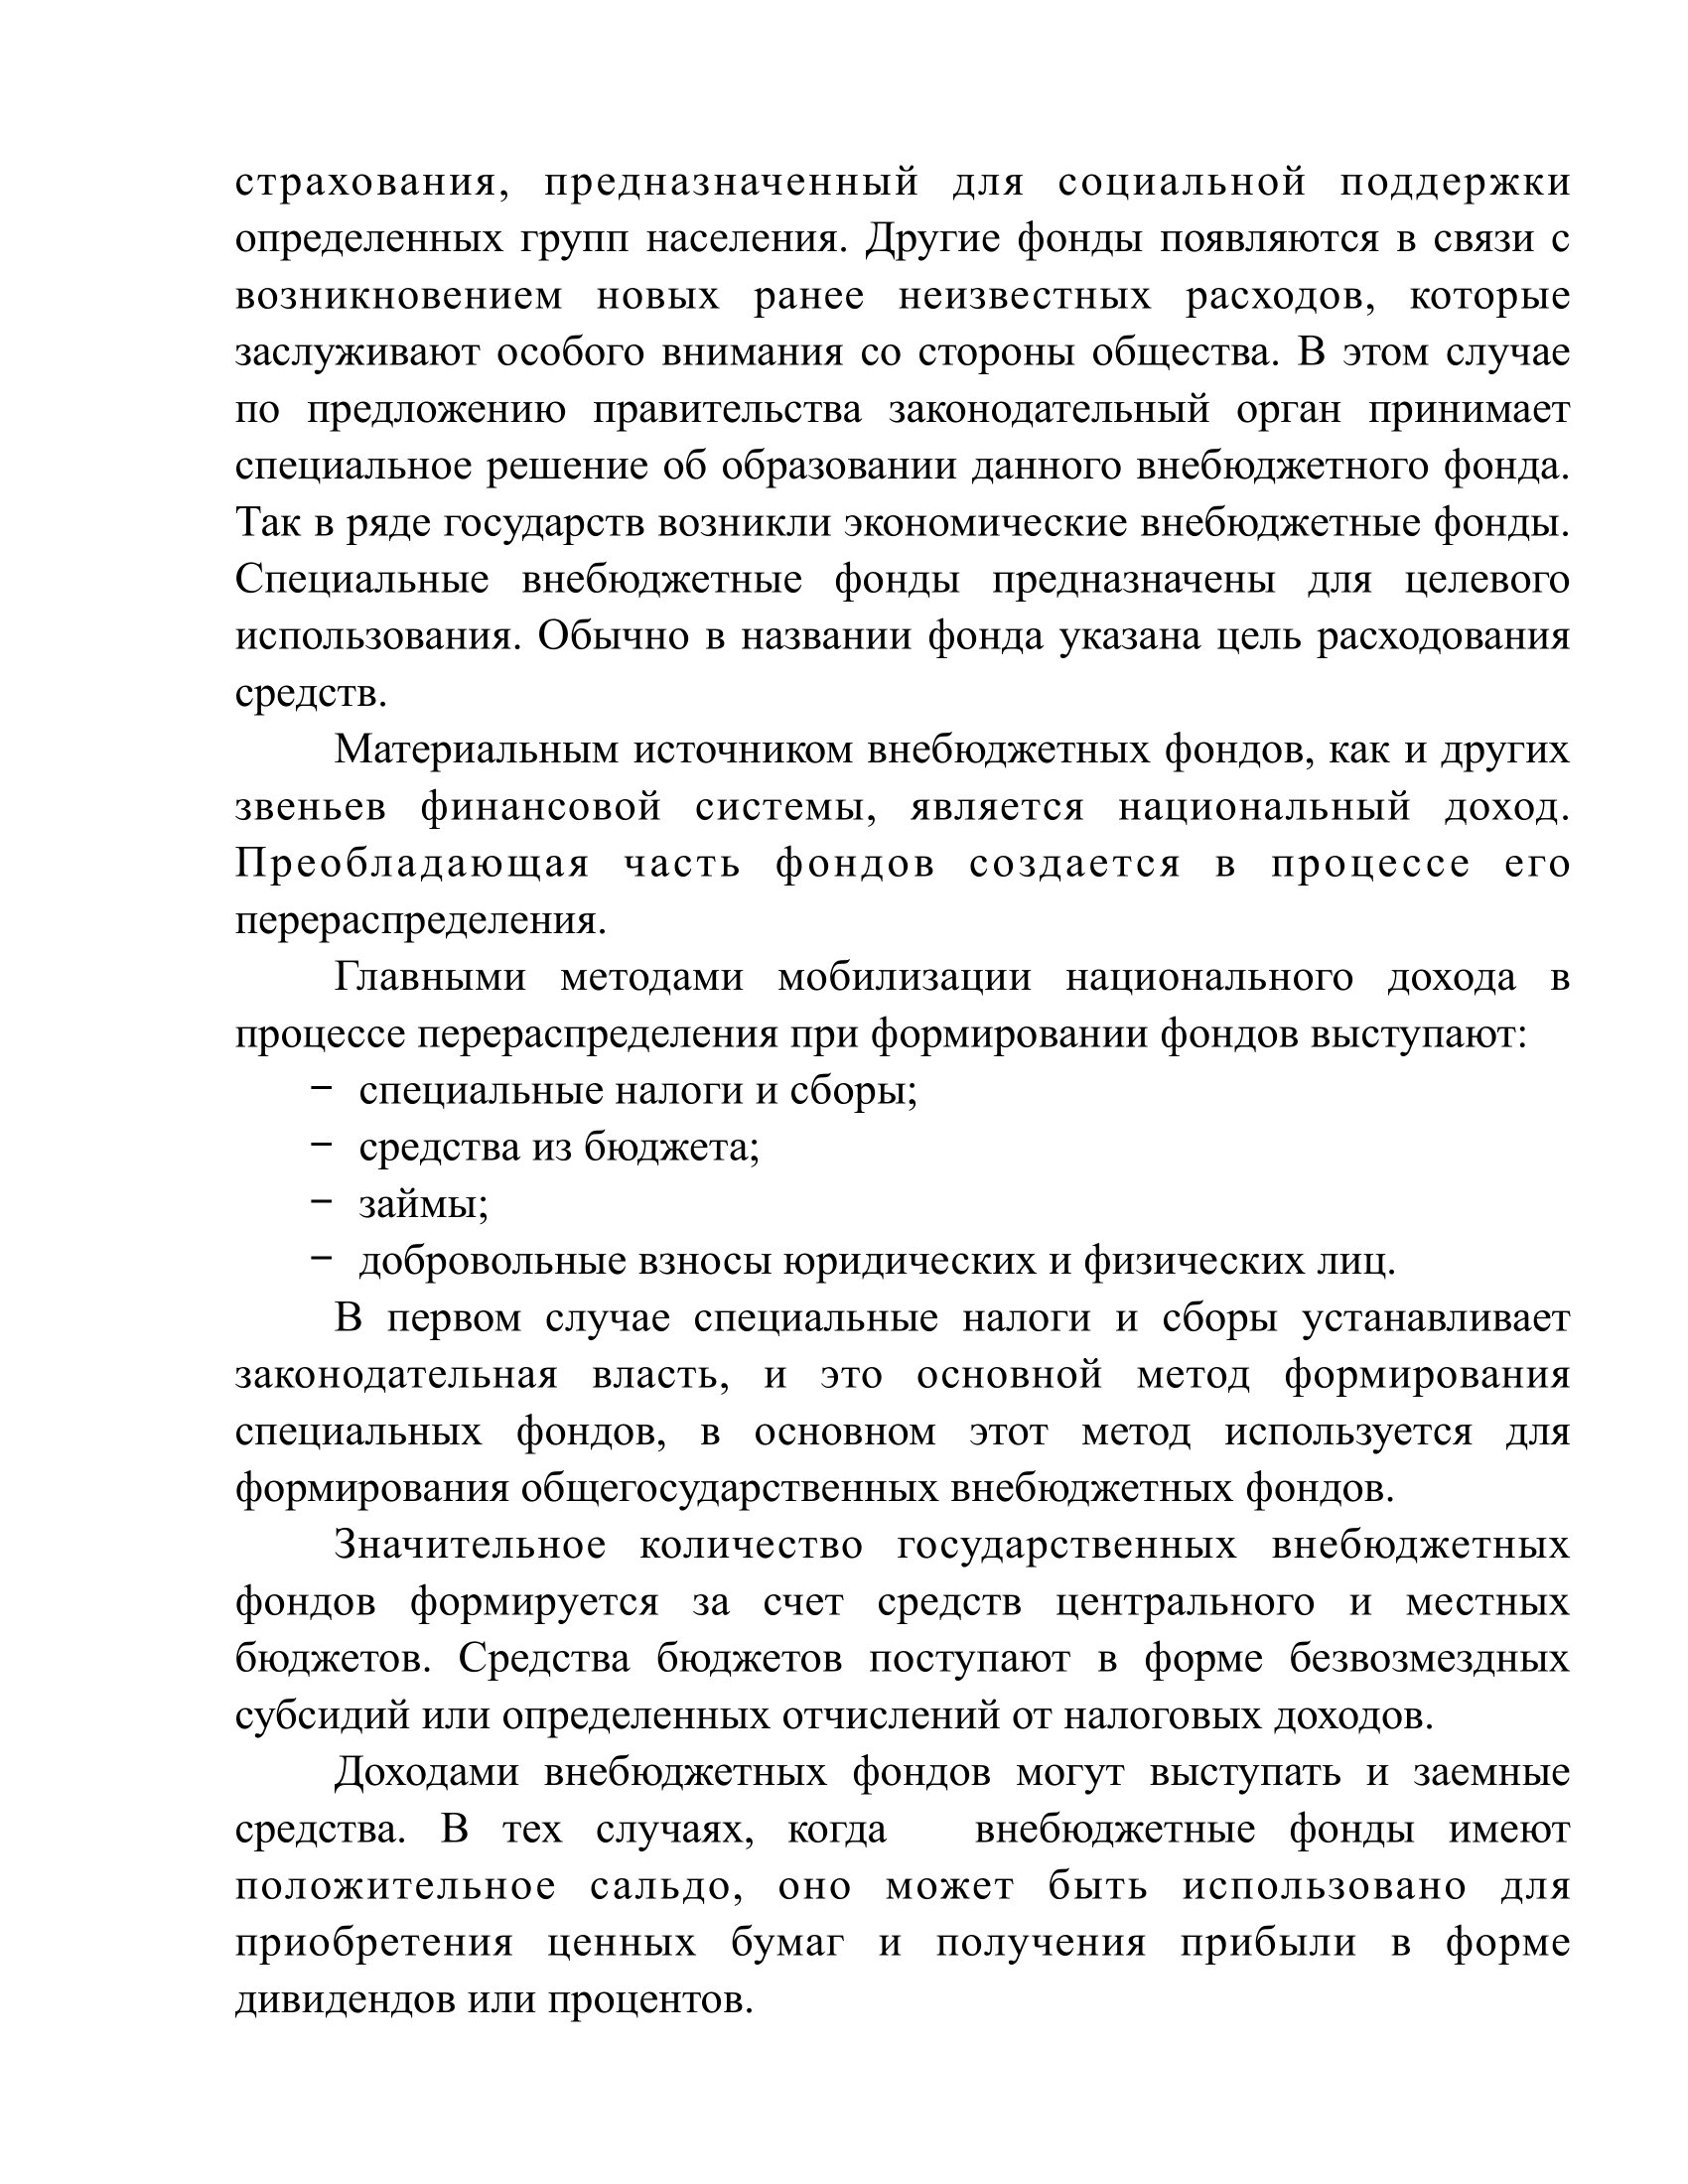 страхования, предназначенный для социальной поддержки
определенных групп населения. Другие фонды появляются в связи с
возникновением новых ранее неизвестных расходов, которые
заслуживают особого внимания со стороны общества. В этом случае
по предложению правительства законодательный орган принимает
специальное решение об образовании данного внебюджетного фонда.
Так в ряде государств возникли экономические внебюджетные фонды.
Специальные внебюджетные фонды предназначены для целевого
использования. Обычно в названии фонда указана цель расходования
средств.
Материальным источником внебюджетных фондов, как и других
звеньев финансовой системы, является национальный доход.
Преобладающая часть фондов создается в процессе его
перераспределения.
Главными методами мобилизации национального дохода в
процессе перераспределения при формировании фондов выступают:
− специальные налоги и сборы;
− средства из бюджета;
− займы;
− добровольные взносы юридических и физических лиц.
В первом случае специальные налоги и сборы устанавливает
законодательная власть, и это основной метод формирования
специальных фондов, в основном этот метод используется для
формирования общегосударственных внебюджетных фондов.
Значительное количество государственных внебюджетных
фондов формируется за счет средств центрального и местных
бюджетов. Средства бюджетов поступают в форме безвозмездных
субсидий или определенных отчислений от налоговых доходов.
Доходами внебюджетных фондов могут выступать и заемные
средства. В тех случаях, когда внебюджетные фонды имеют
положительное сальдо, оно может быть использовано для
приобретения ценных бумаг и получения прибыли в форме
дивидендов или процентов.